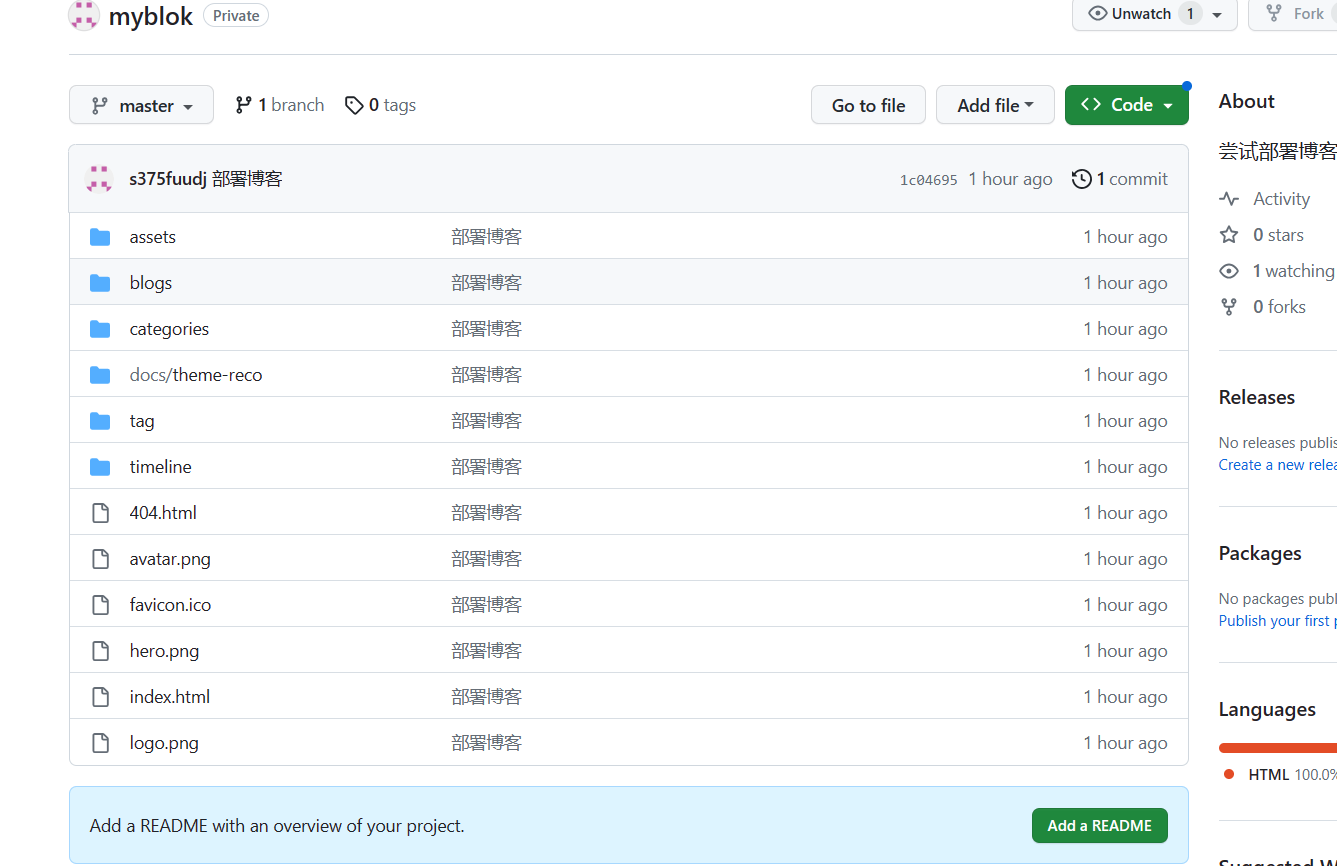 myblok Private Unwatch 1 Fork
master 1 branch 0 tags Go to file Add file Code
s375fuudj 部署博客 1c04695 1 hour ago 1 commit
assets 部署博客 1 hour ago
blogs 部署博客 1 hour ago
categories 部署博客 1 hour ago
docs/theme-reco 部署博客 1 hour ago
tag 部署博客 1 hour ago
timeline 部署博客 1 hour ago
404.html 部署博客 1 hour ago
avatar.png 部署博客 1 hour ago
favicon.ico 部署博客 1 hour ago
hero.png 部署博客 1 hour ago
index.html 部署博客 1 hour ago
logo.png 部署博客 1 hour ago
Add a README with an overview of your project. Add a README
About
尝试部署博客
Activity
0 stars
1 watching
0 forks
Releases
No releases publis
Create a new relea
Packages
No packages publ
Publish your first p
Languages
HTML 100.0%